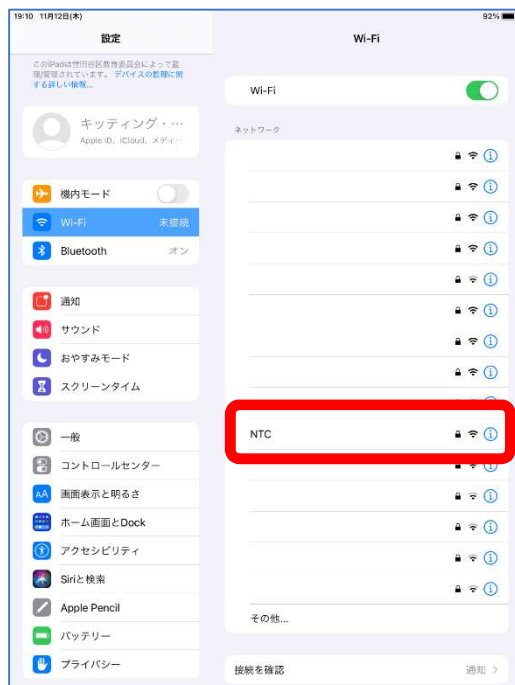 19:10 11月12日(木)
92%
設定
Wi-Fi
このiPadは世田谷区教育委員会によって監
理/管理されています。デバイスの監理に関
する詳しい情報...
キッティング・…
Apple ID、iCloud、メディ…
機内モード
Wi-Fi 未接続
Bluetooth オン
通知
サウンド
おやすみモード
スクリーンタイム
一般
コントロールセンター
AA 画面表示と明るさ
ホーム画面とDock
アクセシビリティ
Siriと検索
Apple Pencil
バッテリー
プライバシー
Wi-Fi
ネットワーク
NTC
その他...
接続を確認 通知